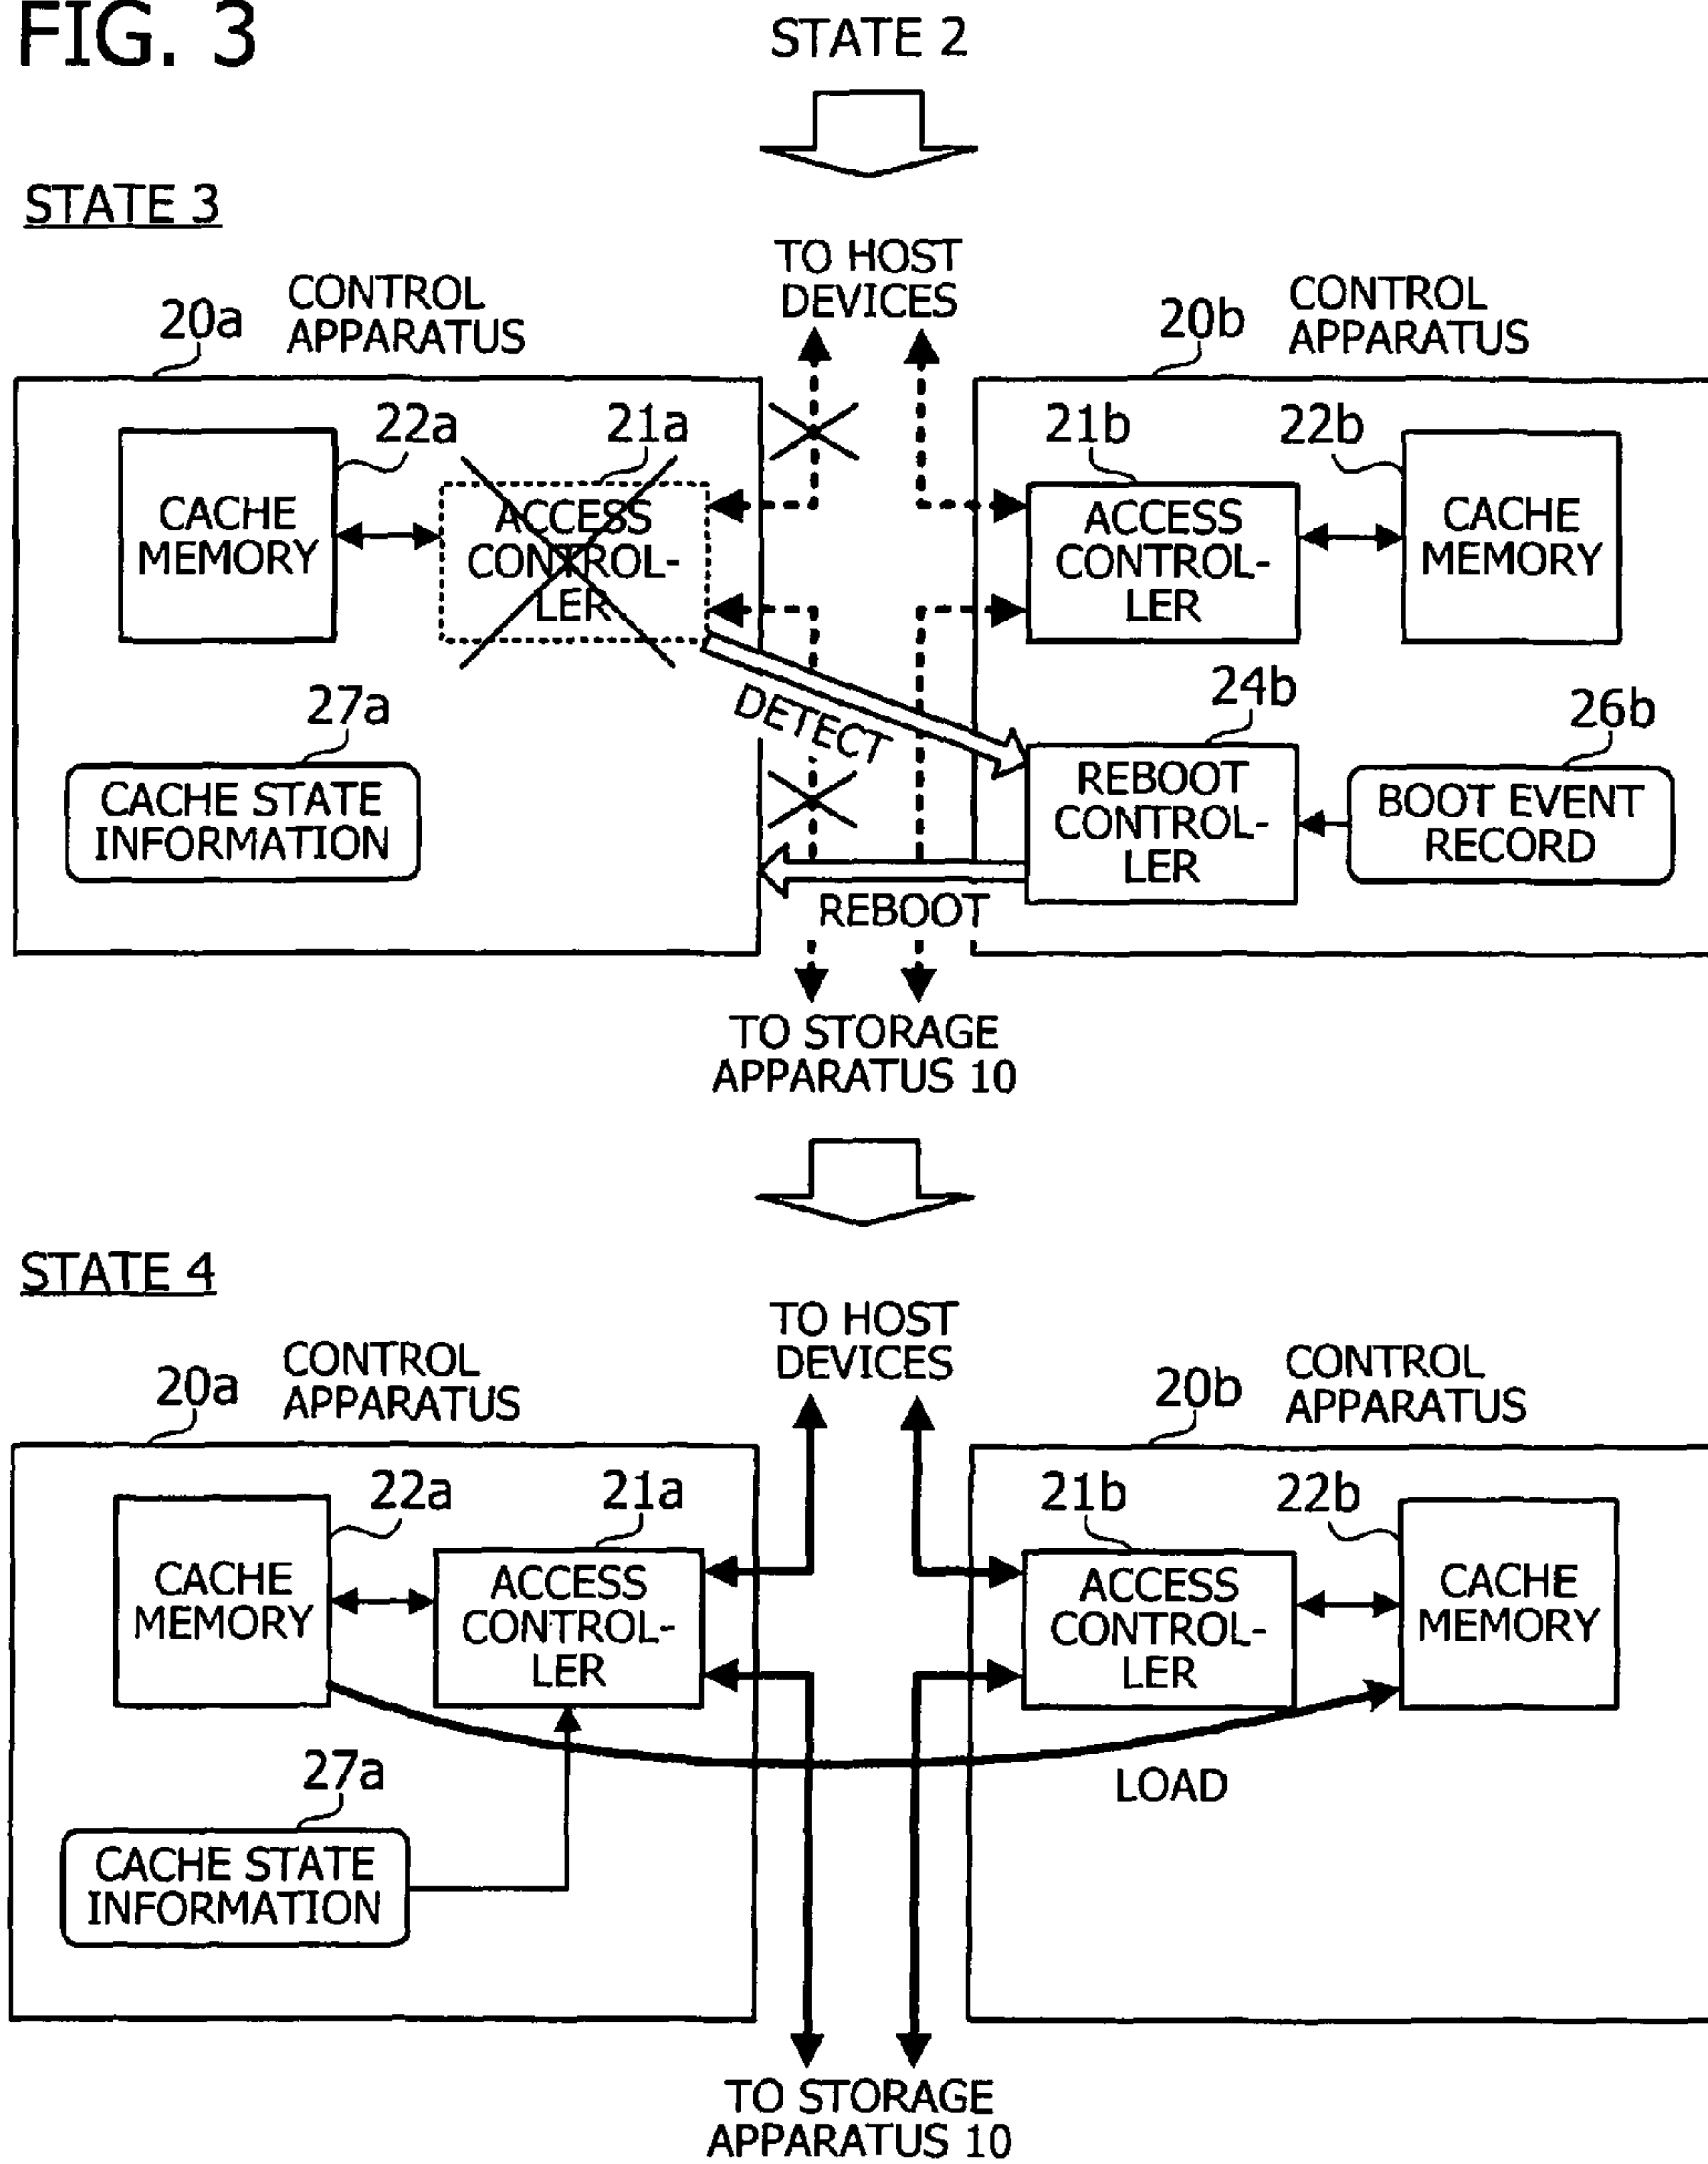 FIG. 3
STATE 2
STATE 3
TO HOST
DEVICES
CONTROL
APPARATUS
20a
CONTROL
APPARATUS
20b
22a
21a
21b
22b
CACHE
MEMORY
ACCESS
CONTROL-
LER
ACCESS
CONTROL-
LER
CACHE
MEMORY
27a
DETECT
24b
26b
CACHE STATE
INFORMATION
REBOOT
CONTROL-
LER
BOOT EVENT
RECORD
REBOOT
TO STORAGE
APPARATUS 10
STATE 4
TO HOST
DEVICES
CONTROL
APPARATUS
20a
CONTROL
APPARATUS
20b
22a
21a
21b
22b
CACHE
MEMORY
ACCESS
CONTROL-
LER
ACCESS
CONTROL-
LER
CACHE
MEMORY
27a
LOAD
CACHE STATE
INFORMATION
TO STORAGE
APPARATUS 10